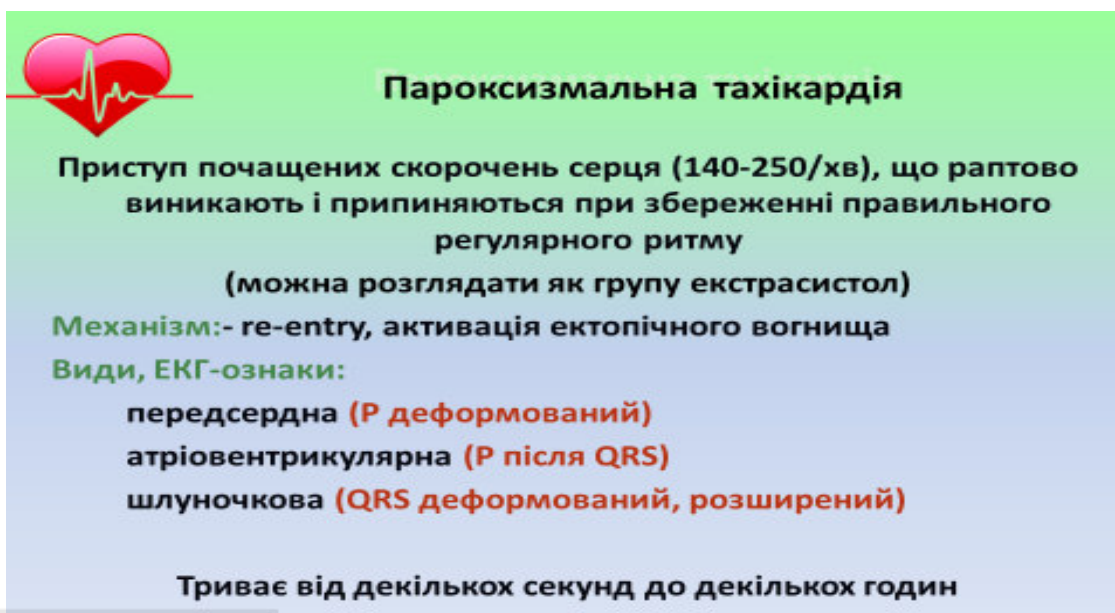 Пароксизмальна тахікардія
Приступ почащених скорочень серця (140-250/хв), що раптово
виникають і припиняються при збереженні правильного
регулярного ритму
(можна розглядати як групу екстрасистол)
Механізм:- re-entry, активація ектопічного вогнища
Види, ЕКГ-ознаки:
передсердна (Р деформований)
атріовентрикулярна (Р після QRS)
шлуночкова (QRS деформований, розширений)
Триває від декількох секунд до декількох годин